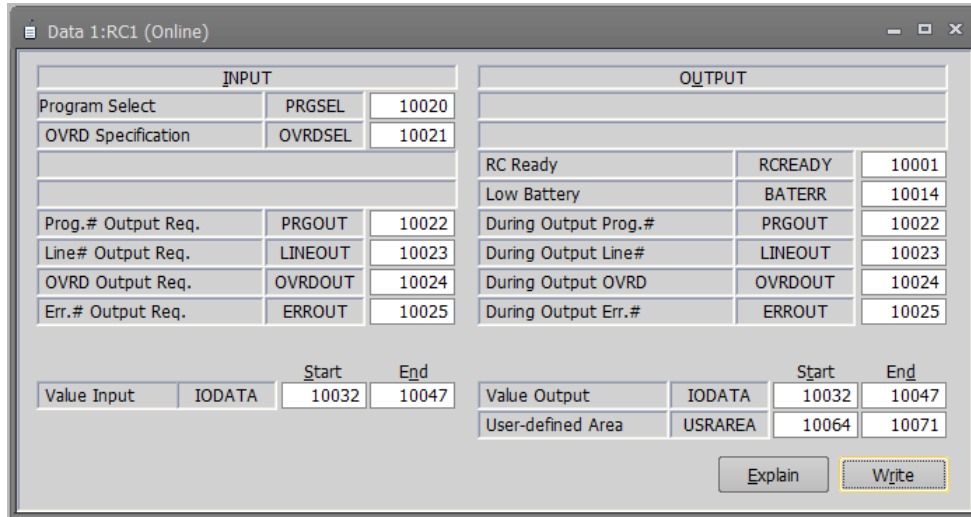 Data 1:RC1 (Online)
INPUT OUTPUT
Program Select PRGSEL 10020
OVRD Specification OVRDSEL 10021
RC Ready RCREADY 10001
Low Battery BATERR 10014
Prog.# Output Req. PRGOUT 10022 During Output Prog.# PRGOUT 10022
Line# Output Req. LINEOUT 10023 During Output Line# LINEOUT 10023
OVRD Output Req. OVRDOUT 10024 During Output OVRD OVRDOUT 10024
Err.# Output Req. ERROUT 10025 During Output Err.# ERROUT 10025
Start End Start End
Value Input IODATA 10032 10047 Value Output IODATA 10032 10047
User-defined Area USRAREA 10064 10071
Explain Write